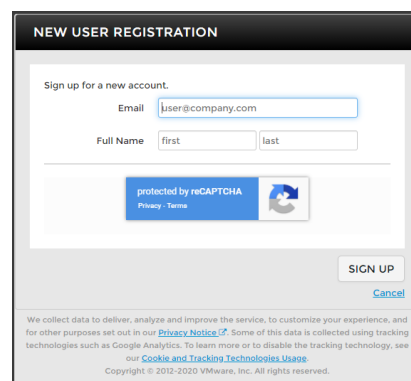 NEW USER REGISTRATION
Sign up for a new account.
Email user@company.com
Full Name first last
protected by reCAPTCHA
Privacy - Terms
SIGN UP
Cancel
We collect data to deliver, analyze and improve the service, to customize your experience, and
for other purposes set out in our Privacy Notice. Some of this data is collected using tracking
technologies such as Google Analytics. To learn more or to disable the tracking technology, see
our Cookie and Tracking Technologies Usage.
Copyright © 2012-2020 VMware, Inc. All rights reserved.